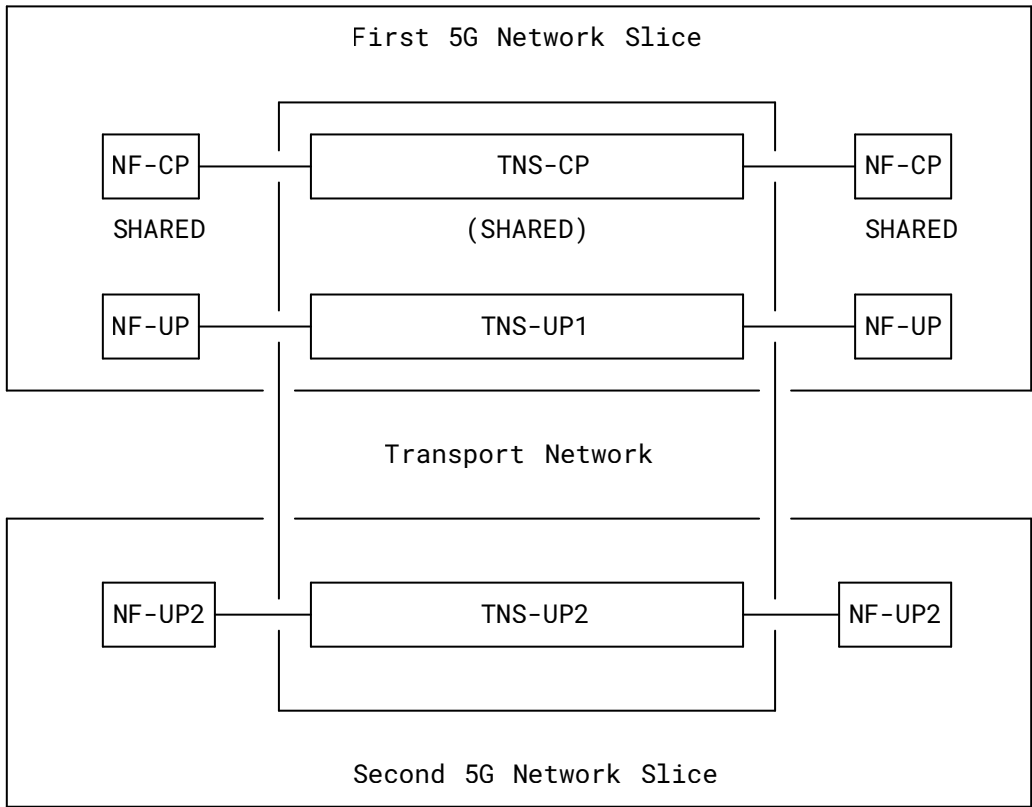 First 5G Network Slice
NF-CP TNS-CP NF-CP
SHARED (SHARED) SHARED
NF-UP TNS-UP1 NF-UP
Transport Network
NF-UP2 TNS-UP2 NF-UP2
Second 5G Network Slice